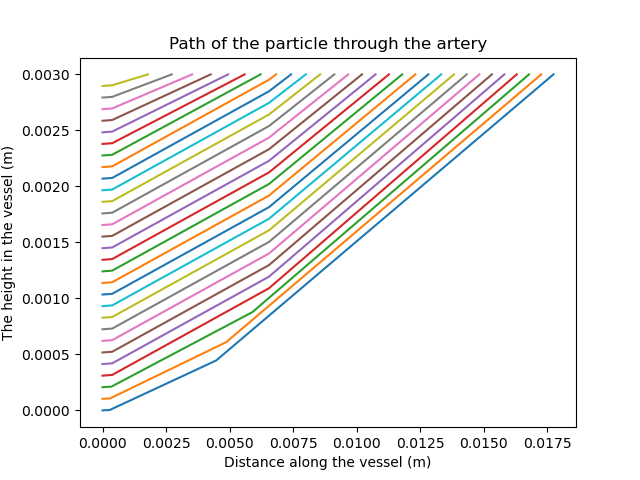 Path of the particle through the artery
The height in the vessel (m)
0.0030
0.0025
0.0020
0.0015
0.0010
0.0005
0.0000
0.0000 0.0025 0.0050 0.0075 0.0100 0.0125 0.0150 0.0175
Distance along the vessel (m)